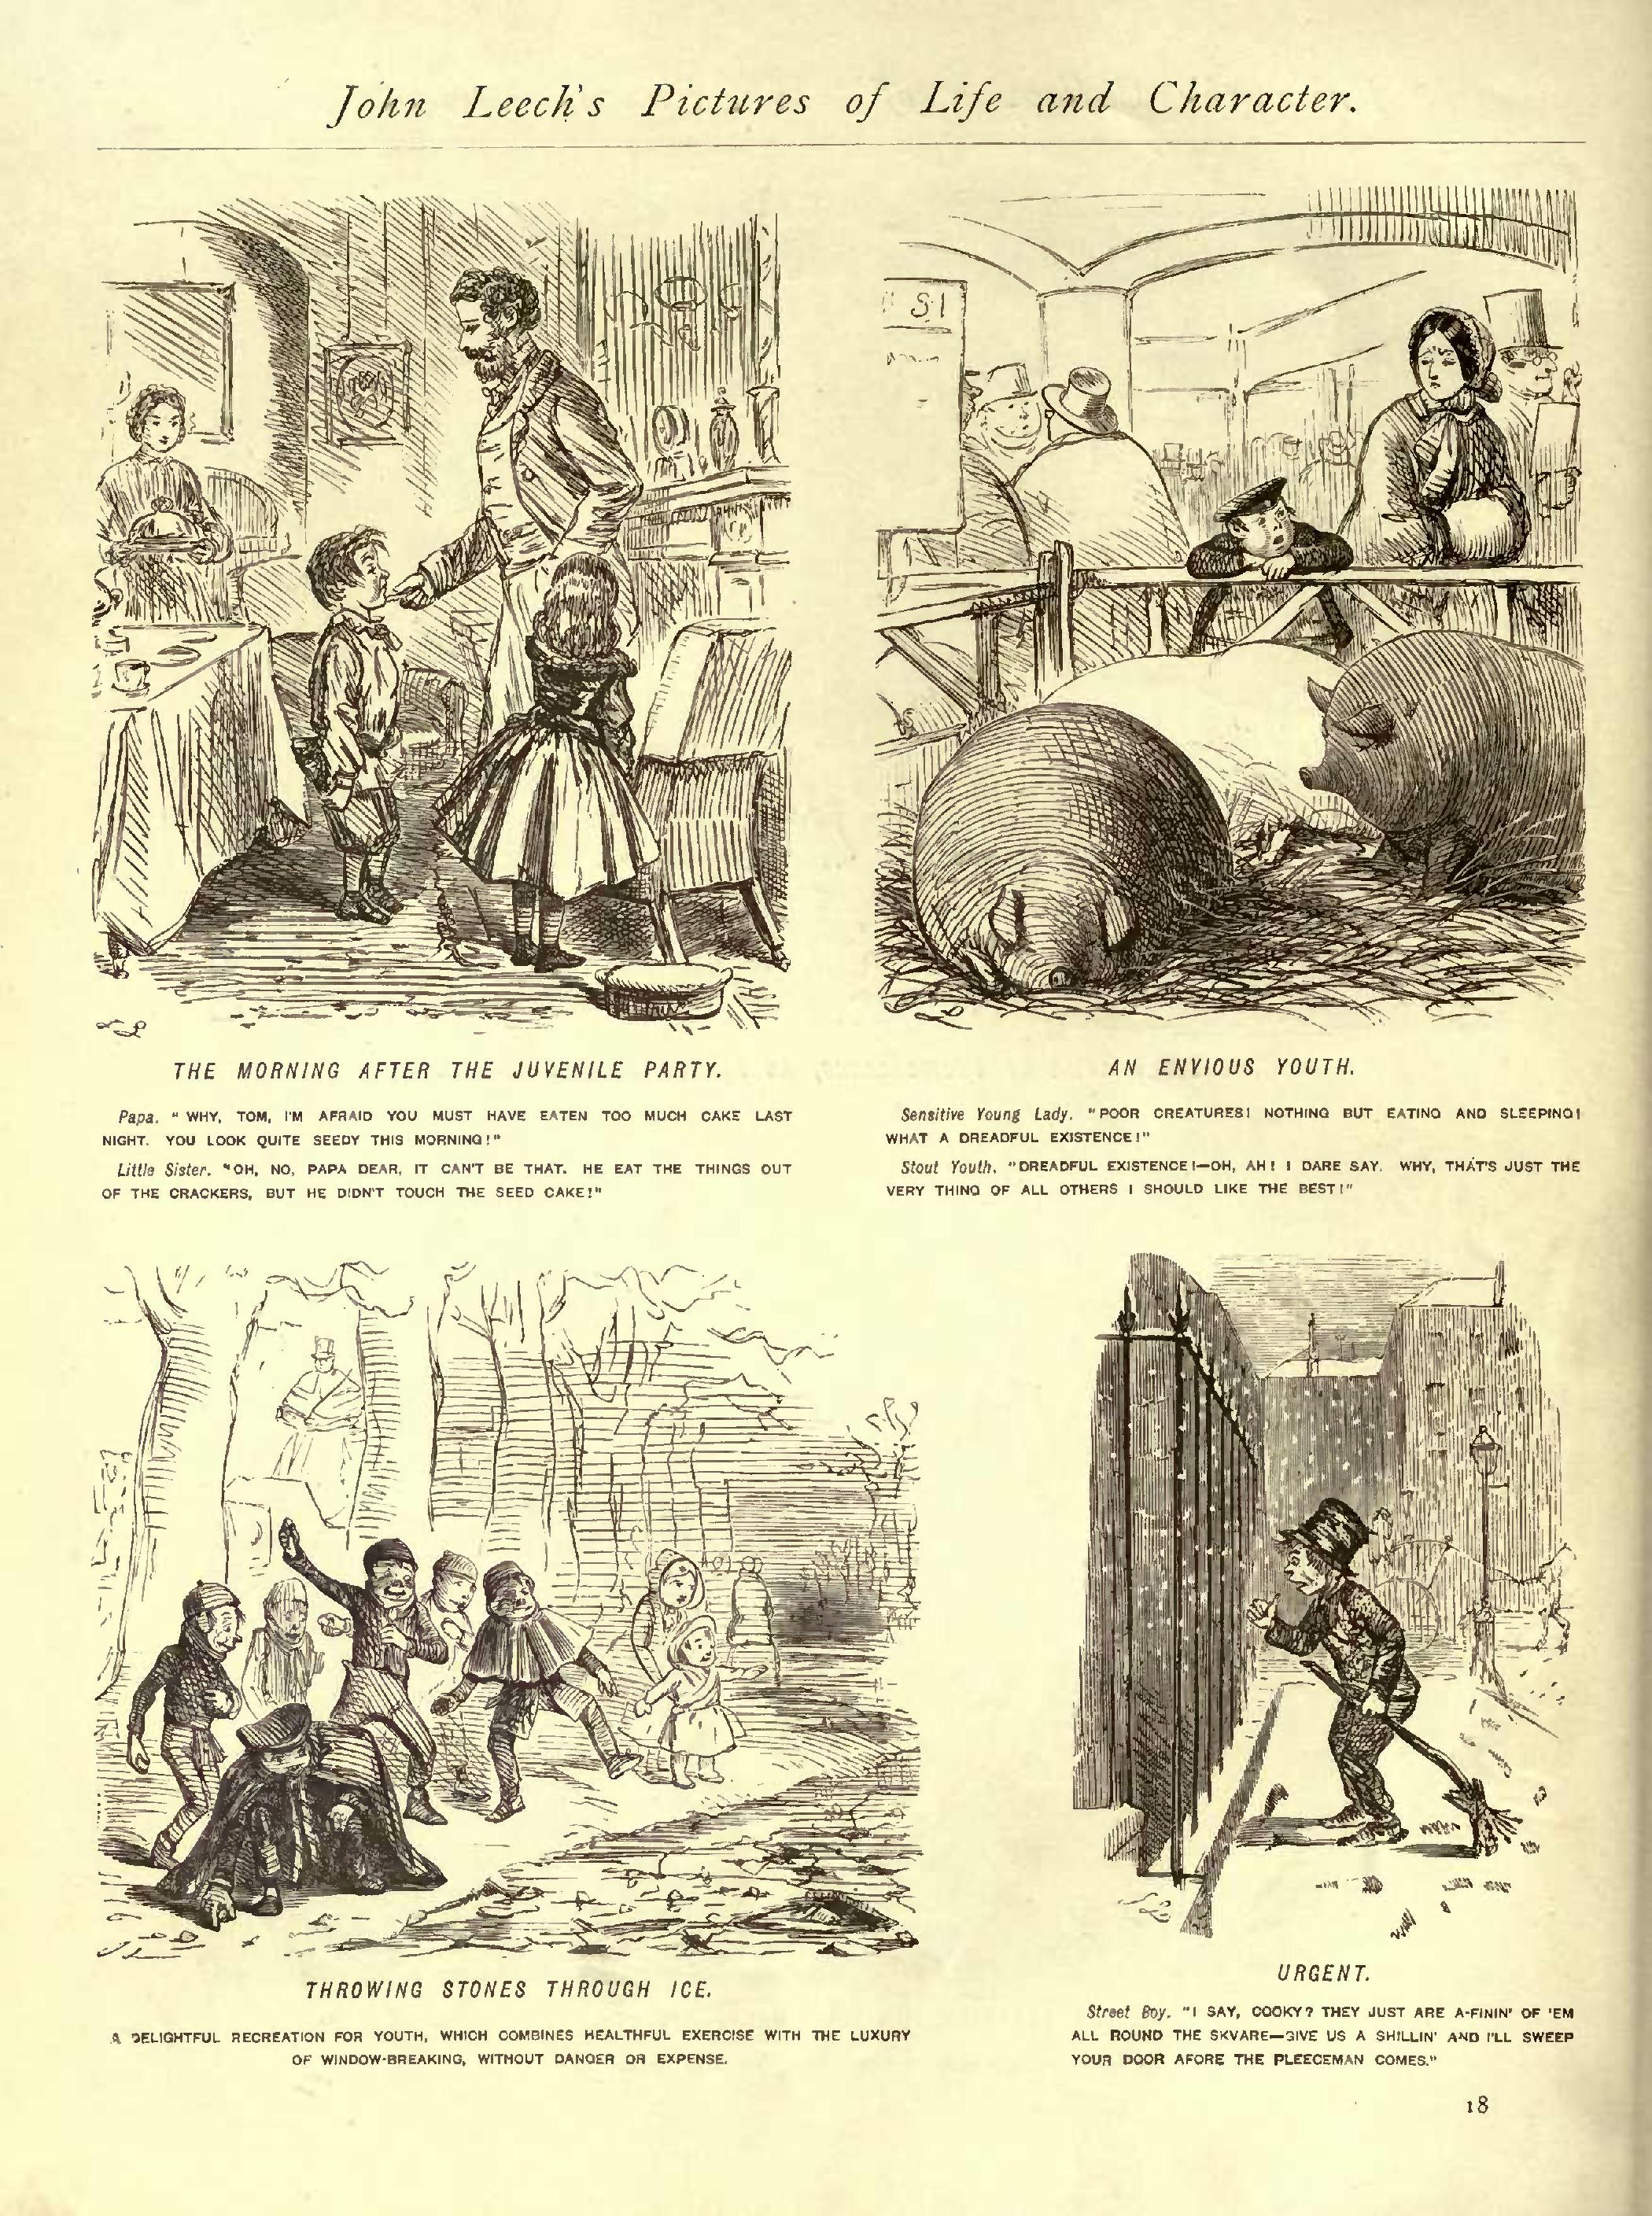 John Leech's Pictures of Life and Character.
SI
THE MORNING AFTER THE JUVENILE PARTY.
Papa. "WHY, TOM, I'M AFRAID YOU MUST HAVE EATEN TOO MUCH CAKE LAST
NIGHT. YOU LOOK QUITE SEEDY THIS MORNING!"
Little Sister. "OH, NO, PAPA DEAR, IT CAN'T BE THAT. HE EAT THE THINGS OUT
OF THE CRACKERS, BUT HE DIDN'T TOUCH THE SEED CAKE!"
AN ENVIOUS YOUTH.
Sensitive Young Lady. "POOR CREATURES! NOTHING BUT EATING AND SLEEPING!
WHAT A DREADFUL EXISTENCE!"
Stout Youth. "DREADFUL EXISTENCE!—OH, AH! I DARE SAY. WHY, THAT'S JUST THE
VERY THING OF ALL OTHERS I SHOULD LIKE THE BEST!"
THROWING STONES THROUGH ICE.
A DELIGHTFUL RECREATION FOR YOUTH, WHICH COMBINES HEALTHFUL EXERCISE WITH THE LUXURY
OF WINDOW-BREAKING, WITHOUT DANGER OR EXPENSE.
URGENT.
Street Boy. "I SAY, COOKY? THEY JUST ARE A-FININ' OF 'EM
ALL ROUND THE SKVARE—GIVE US A SHILLIN' AND I'LL SWEEP
YOUR DOOR AFORE THE PLEECEMAN COMES."
18